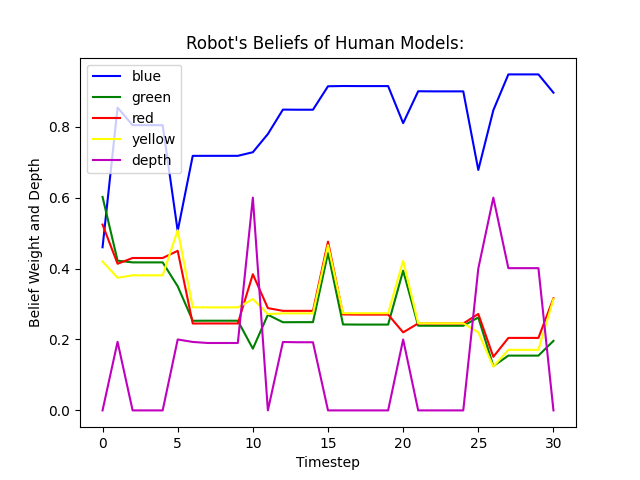 Robot's Beliefs of Human Models:
blue
green
red
yellow
depth
Belief Weight and Depth
0.8
0.6
0.4
0.2
0.0
0 5 10 15 20 25 30
Timestep